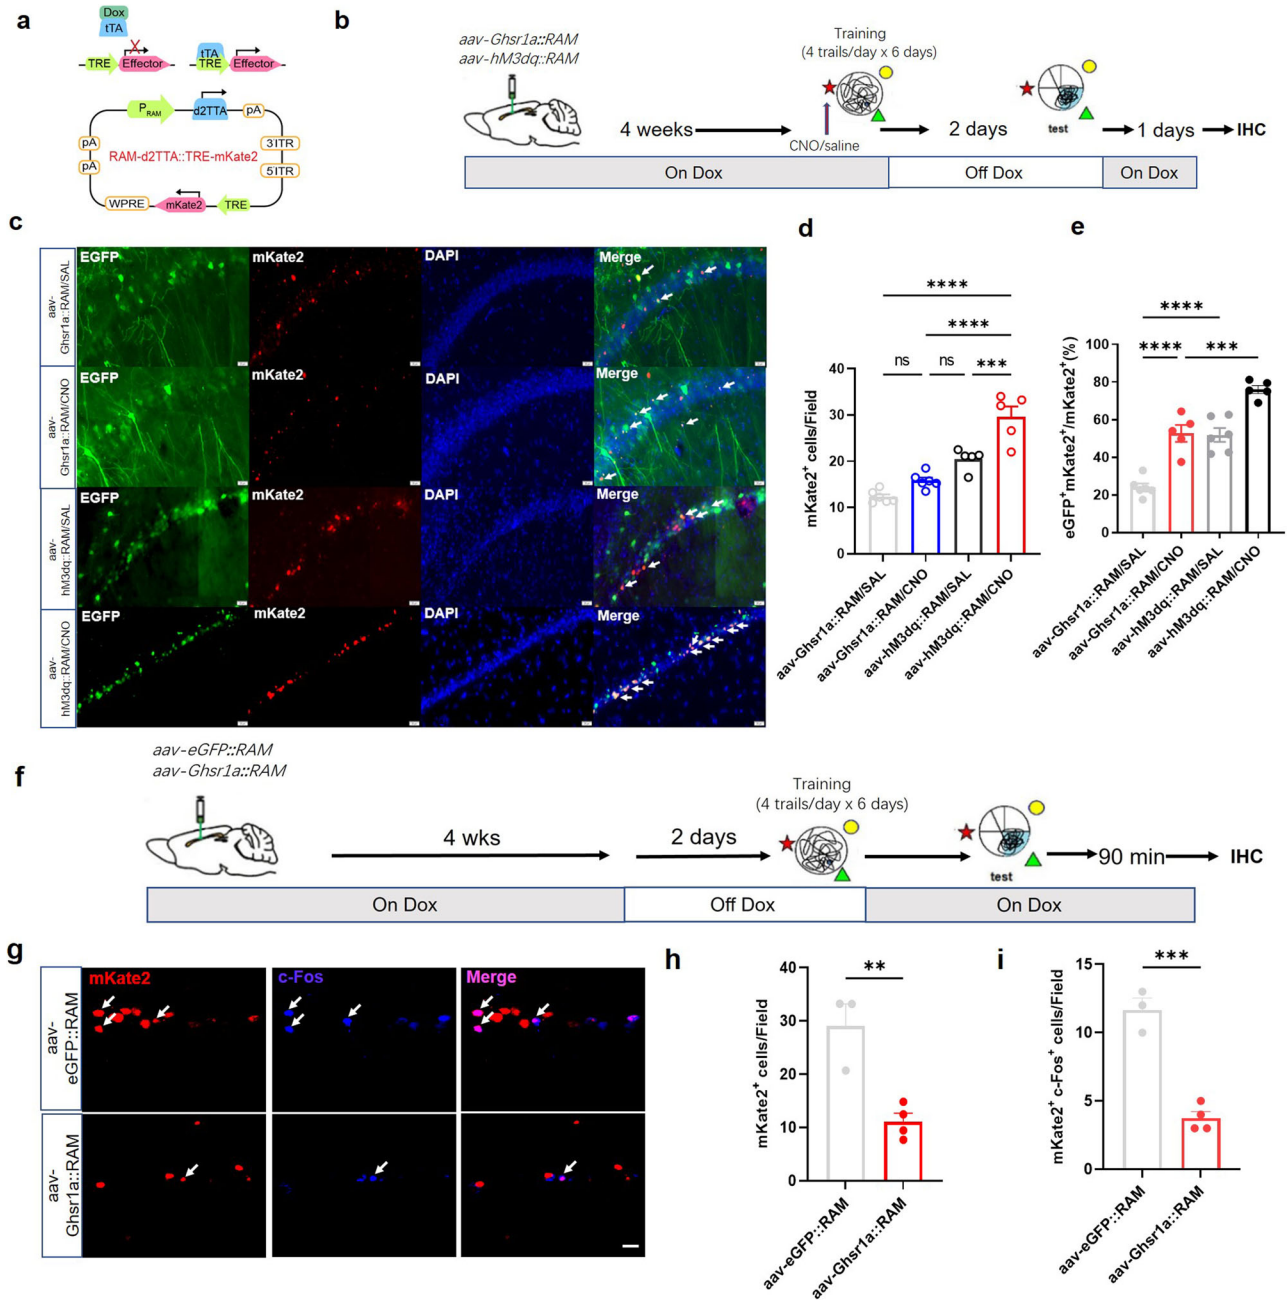 a
Dox
tTA
TRE
Effector
tTA
TRE
Effector
PRAM
d2TTA
pA
pA
pA
RAM-d2TTA::TRE-mKate2
3ITR
5ITR
WPRE
mKate2
TRE
b
aav-Ghsr1a::RAM
aav-hM3dq::RAM
Training
(4 trails/day x 6 days)
4 weeks
CNO/saline
2 days
test
1 days
IHC
On Dox
Off Dox
On Dox
c
aav-
Ghsr1a::RAM/SAL
EGFP
mKate2
DAPI
Merge
aav-
Ghsr1a::RAM/CNO
EGFP
mKate2
DAPI
Merge
aav-
hM3dq::RAM/SAL
EGFP
mKate2
DAPI
Merge
aav-
hM3dq::RAM/CNO
EGFP
mKate2
DAPI
Merge
d
mKate2+ cells/Field
40
30
20
10
0
****
****
ns
ns
***
aav-Ghsr1a::RAM/SAL
aav-Ghsr1a::RAM/CNO
aav-hM3dq::RAM/SAL
aav-hM3dq::RAM/CNO
e
eGFP+mKate2+/mKate2+(%)
100
80
60
40
20
0
****
****
***
aav-Ghsr1a::RAM/SAL
aav-Ghsr1a::RAM/CNO
aav-hM3dq::RAM/SAL
aav-hM3dq::RAM/CNO
aav-eGFP::RAM
aav-Ghsr1a::RAM
f
4 wks
2 days
Training
(4 trails/day x 6 days)
test
90 min
IHC
On Dox
Off Dox
On Dox
g
aav-
eGFP::RAM
mKate2
c-Fos
Merge
aav-
Ghsr1a::RAM
h
mKate2+ cells/Field
40
30
20
10
0
**
aav-eGFP::RAM
aav-Ghsr1a::RAM
i
mKate2+ c-Fos+ cells/Field
15
10
5
0
***
aav-eGFP::RAM
aav-Ghsr1a::RAM